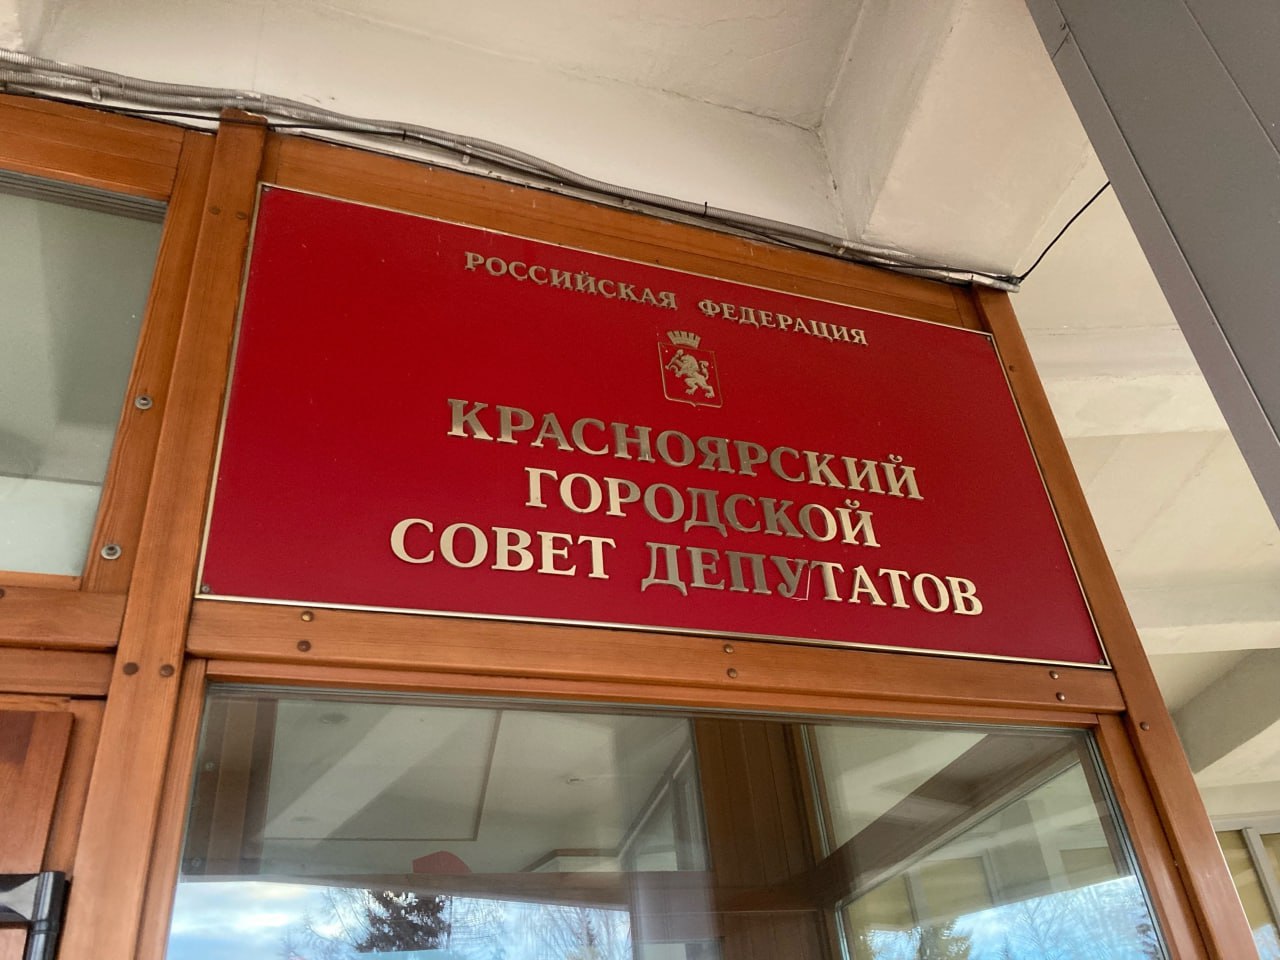 РОССИЙСКАЯ ФЕДЕРАЦИЯ
КРАСНОЯРСКИЙ
ГОРОДСКОЙ
СОВЕТ ДЕПУТАТОВ